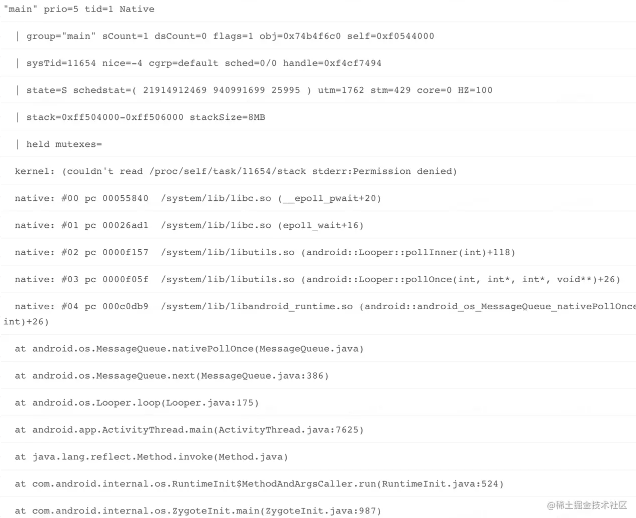 "main" prio=5 tid=1 Native
| group="main" sCount=1 dsCount=0 flags=1 obj=0x74b4f6c0 self=0xf0544000
| sysTid=11654 nice=-4 cgrp=default sched=0/0 handle=0xf4cf7494
| state=S schedstat=( 21914912469 940991699 25995 ) utm=1762 stm=429 core=0 HZ=100
| stack=0xff504000-0xff506000 stackSize=8MB
| held mutexes=
kernel: (couldn't read /proc/self/task/11654/stack stderr:Permission denied)
native: #00 pc 00055840  /system/lib/libc.so (__epoll_pwait+20)
native: #01 pc 00026ad1  /system/lib/libc.so (epoll_wait+16)
native: #02 pc 0000f157  /system/lib/libutils.so (android::Looper::pollInner(int)+118)
native: #03 pc 0000f05f  /system/lib/libutils.so (android::Looper::pollOnce(int, int*, int*, void**)+26)
native: #04 pc 000c0db9  /system/lib/libandroid_runtime.so (android::android_os_MessageQueue_nativePollOnce
int)+26)
at android.os.MessageQueue.nativePollOnce(MessageQueue.java)
at android.os.MessageQueue.next(MessageQueue.java:386)
at android.os.Looper.loop(Looper.java:175)
at android.app.ActivityThread.main(ActivityThread.java:7625)
at java.lang.reflect.Method.invoke(Method.java)
at com.android.internal.os.RuntimeInit$MethodAndArgsCaller.run(RuntimeInit.java:524)
at com.android.internal.os.ZygoteInit.main(ZygoteInit.java:987)
@稀土掘金技术社区